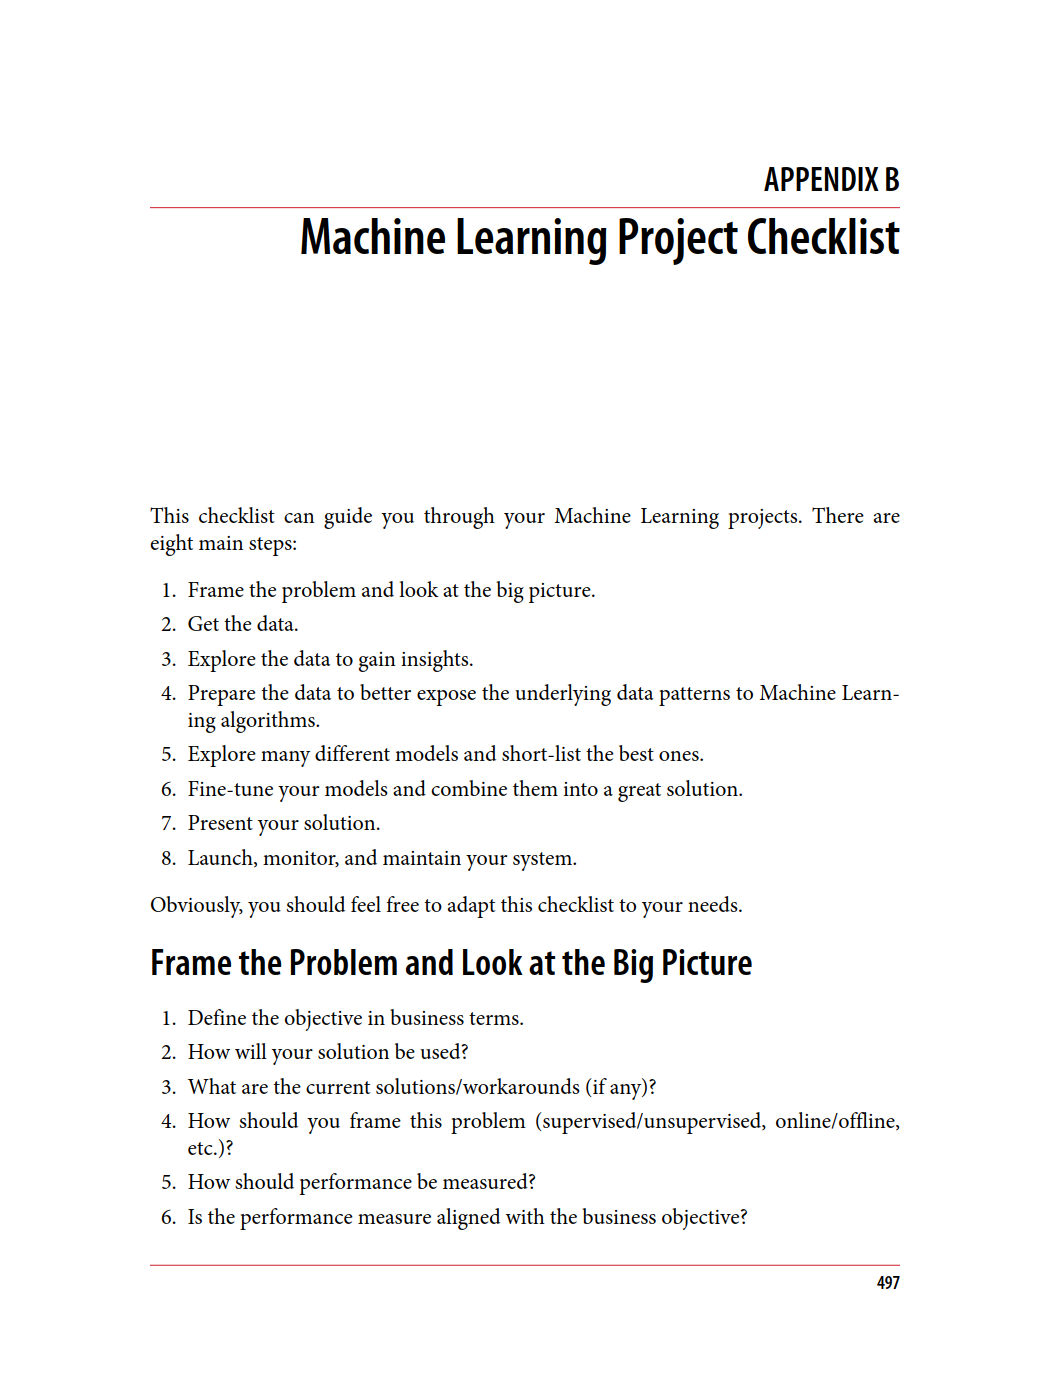 APPENDIX B
Machine Learning Project Checklist
This checklist can guide you through your Machine Learning projects. There are
eight main steps:
1. Frame the problem and look at the big picture.
2. Get the data.
3. Explore the data to gain insights.
4. Prepare the data to better expose the underlying data patterns to Machine Learn-
ing algorithms.
5. Explore many different models and short-list the best ones.
6. Fine-tune your models and combine them into a great solution.
7. Present your solution.
8. Launch, monitor, and maintain your system.
Obviously, you should feel free to adapt this checklist to your needs.
Frame the Problem and Look at the Big Picture
1. Define the objective in business terms.
2. How will your solution be used?
3. What are the current solutions/workarounds (if any)?
4. How should you frame this problem (supervised/unsupervised, online/offline,
etc.)?
5. How should performance be measured?
6. Is the performance measure aligned with the business objective?
497